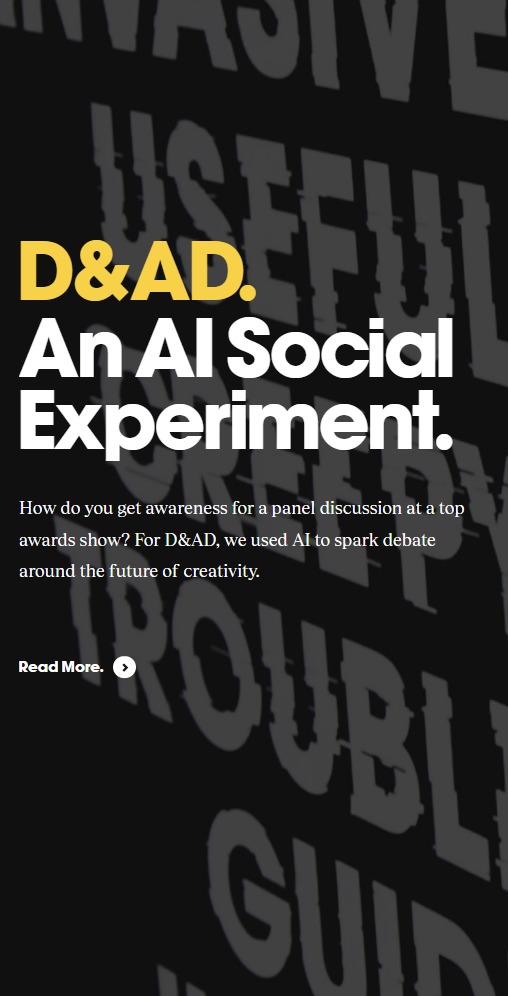 INVASIVE
USEFUL
D&AD.
An AI Social
Experiment.
CREEPY
How do you get awareness for a panel discussion at a top
awards show? For D&AD, we used AI to spark debate
around the future of creativity.
TROUBLI
Read More.
GUID